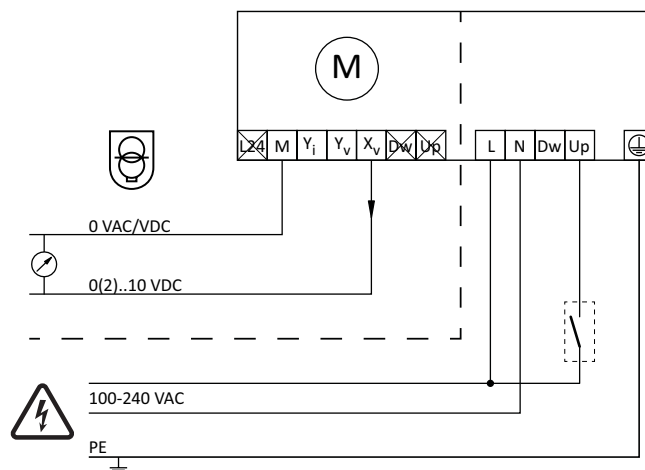 M
L24 M Yi Yv Xv Dw Up L N Dw Up
0 VAC/VDC
0(2)..10 VDC
100-240 VAC
PE